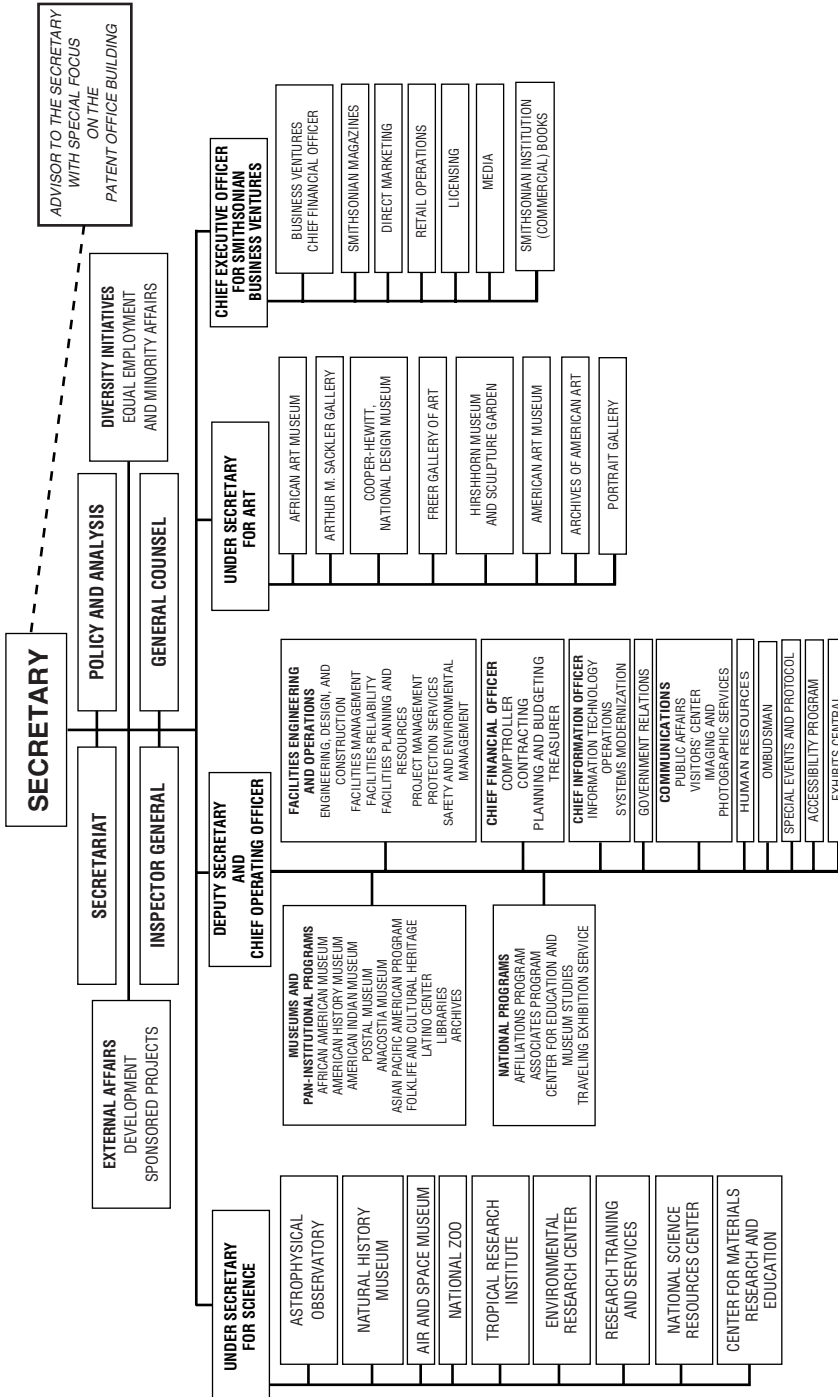 SECRETARY
ADVISOR TO THE SECRETARY
WITH SPECIAL FOCUS
ON THE
PATENT OFFICE BUILDING
EXTERNAL AFFAIRS
DEVELOPMENT
SPONSORED PROJECTS
SECRETARIAT
POLICY AND ANALYSIS
INSPECTOR GENERAL
GENERAL COUNSEL
DIVERSITY INITIATIVES
EQUAL EMPLOYMENT
AND MINORITY AFFAIRS
UNDER SECRETARY
FOR SCIENCE
ASTROPHYSICAL
OBSERVATORY
NATURAL HISTORY
MUSEUM
AIR AND SPACE MUSEUM
NATIONAL ZOO
TROPICAL RESEARCH
INSTITUTE
ENVIRONMENTAL
RESEARCH CENTER
RESEARCH TRAINING
AND SERVICES
NATIONAL SCIENCE
RESOURCES CENTER
CENTER FOR MATERIALS
RESEARCH AND
EDUCATION
DEPUTY SECRETARY
AND
CHIEF OPERATING OFFICER
MUSEUMS AND
PAN-INSTITUTIONAL PROGRAMS
AFRICAN AMERICAN MUSEUM
AMERICAN HISTORY MUSEUM
AMERICAN INDIAN MUSEUM
POSTAL MUSEUM
ANACOSTIA MUSEUM
ASIAN PACIFIC AMERICAN PROGRAM
FOLKLIFE AND CULTURAL HERITAGE
LATINO CENTER
LIBRARIES
ARCHIVES
NATIONAL PROGRAMS
AFFILIATIONS PROGRAM
ASSOCIATES PROGRAM
CENTER FOR EDUCATION AND
MUSEUM STUDIES
TRAVELING EXHIBITION SERVICE
FACILITIES ENGINEERING
AND OPERATIONS
ENGINEERING, DESIGN, AND
CONSTRUCTION
FACILITIES MANAGEMENT
FACILITIES RELIABILITY
FACILITIES PLANNING AND
RESOURCES
PROJECT MANAGEMENT
PROTECTION SERVICES
SAFETY AND ENVIRONMENTAL
MANAGEMENT
CHIEF FINANCIAL OFFICER
COMPTROLLER
CONTRACTING
PLANNING AND BUDGETING
TREASURER
CHIEF INFORMATION OFFICER
INFORMATION TECHNOLOGY
OPERATIONS
SYSTEMS MODERNIZATION
GOVERNMENT RELATIONS
COMMUNICATIONS
PUBLIC AFFAIRS
VISITORS' CENTER
IMAGING AND
PHOTOGRAPHIC SERVICES
HUMAN RESOURCES
OMBUDSMAN
SPECIAL EVENTS AND PROTOCOL
ACCESSIBILITY PROGRAM
EXHIBITS CENTRAL
UNDER SECRETARY
FOR ART
AFRICAN ART MUSEUM
ARTHUR M. SACKLER GALLERY
COOPER-HEWITT,
NATIONAL DESIGN MUSEUM
FREER GALLERY OF ART
HIRSHHORN MUSEUM
AND SCULPTURE GARDEN
AMERICAN ART MUSEUM
ARCHIVES OF AMERICAN ART
PORTRAIT GALLERY
CHIEF EXECUTIVE OFFICER
FOR SMITHSONIAN
BUSINESS VENTURES
BUSINESS VENTURES
CHIEF FINANCIAL OFFICER
SMITHSONIAN MAGAZINES
DIRECT MARKETING
RETAIL OPERATIONS
LICENSING
MEDIA
SMITHSONIAN INSTITUTION
(COMMERCIAL) BOOKS